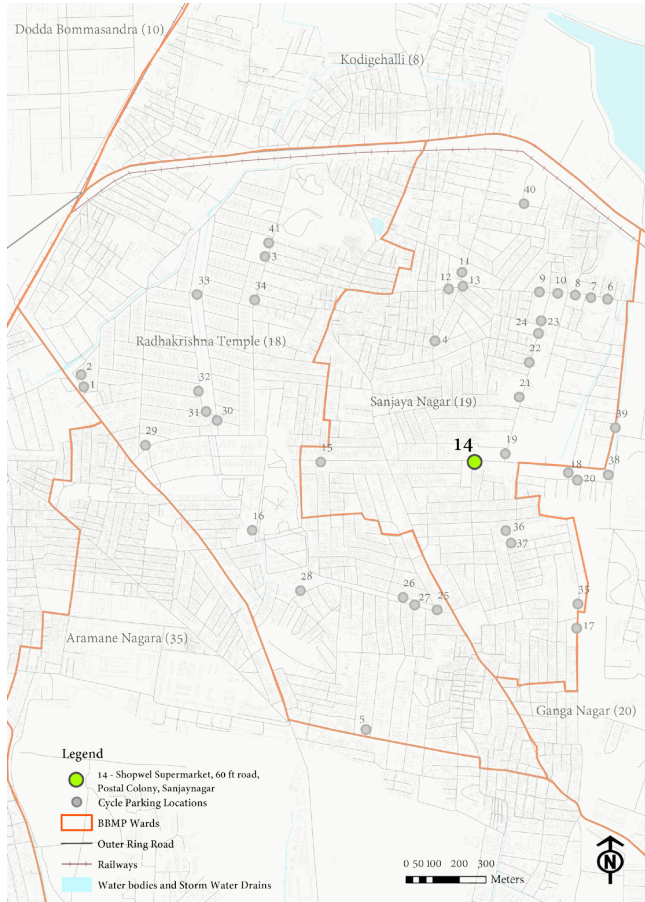 Dodda Bommasandra (10)
Kodigehalli (8)
40
41
3
11
12
13
9
10
8
7
6
33
34
24
23
Radhakrishna Temple (18)
4
22
2
1
32
21
Sanjaya Nagar (19)
31
30
39
29
14
19
15
18
38
20
16
36
37
28
26
27
25
35
17
Aramane Nagara (35)
Ganga Nagar (20)
5
Legend
14 - Shopwel Supermarket, 60 ft road,
Postal Colony, Sanjaynagar
Cycle Parking Locations
BBMP Wards
Outer Ring Road
Railways
Water bodies and Storm Water Drains
0 50 100 200 300
Meters
N